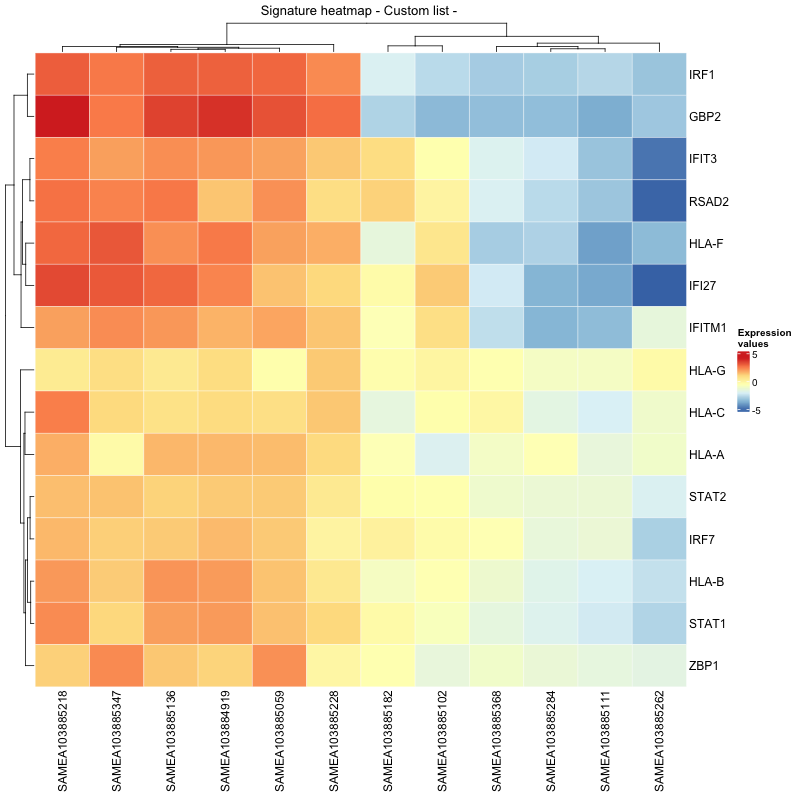 Signature heatmap - Custom list -
IRF1
GBP2
IFIT3
RSAD2
HLA-F
IFI27
IFITM1
HLA-G
HLA-C
HLA-A
STAT2
IRF7
HLA-B
STAT1
ZBP1
Expression
values
5
0
-5
SAMEA103885218
SAMEA103885347
SAMEA103885136
SAMEA103884919
SAMEA103885059
SAMEA103885228
SAMEA103885182
SAMEA103885102
SAMEA103885368
SAMEA103885284
SAMEA103885111
SAMEA103885262